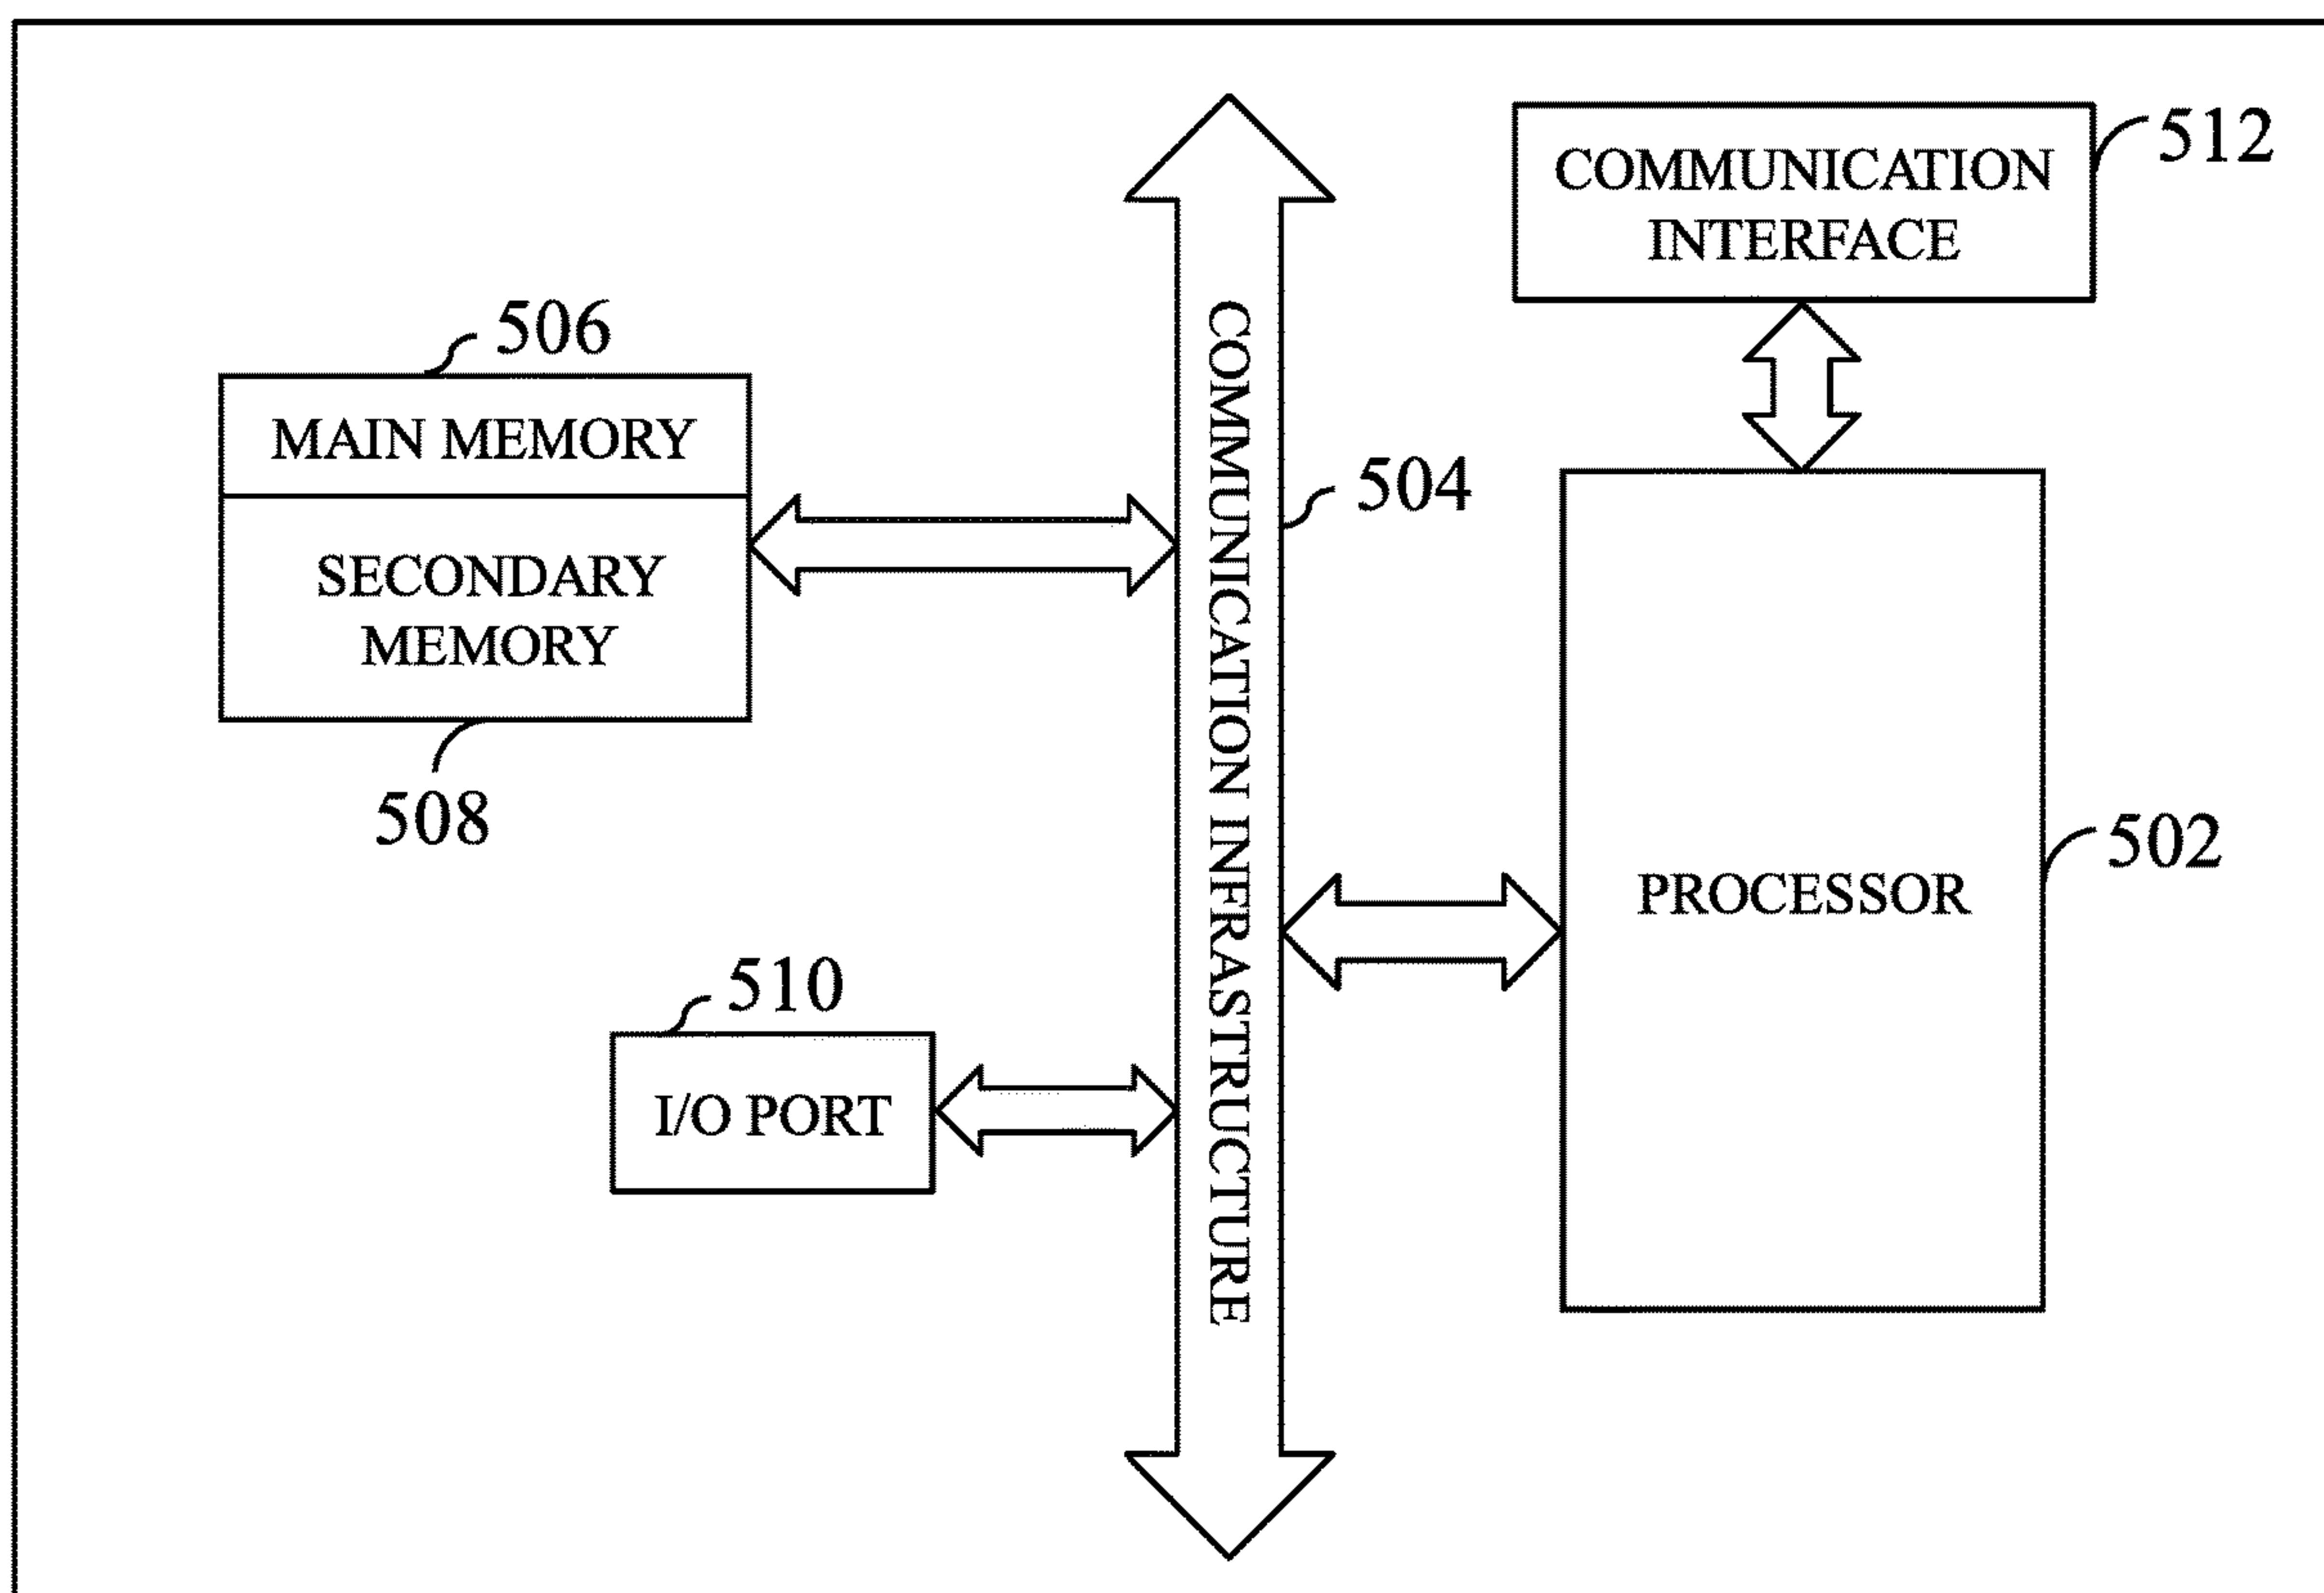 512
COMMUNICATION
INTERFACE
506
MAIN MEMORY
SECONDARY
MEMORY
508
COMMUNICATION INFRASTRUCTURE
504
502
PROCESSOR
510
I/O PORT